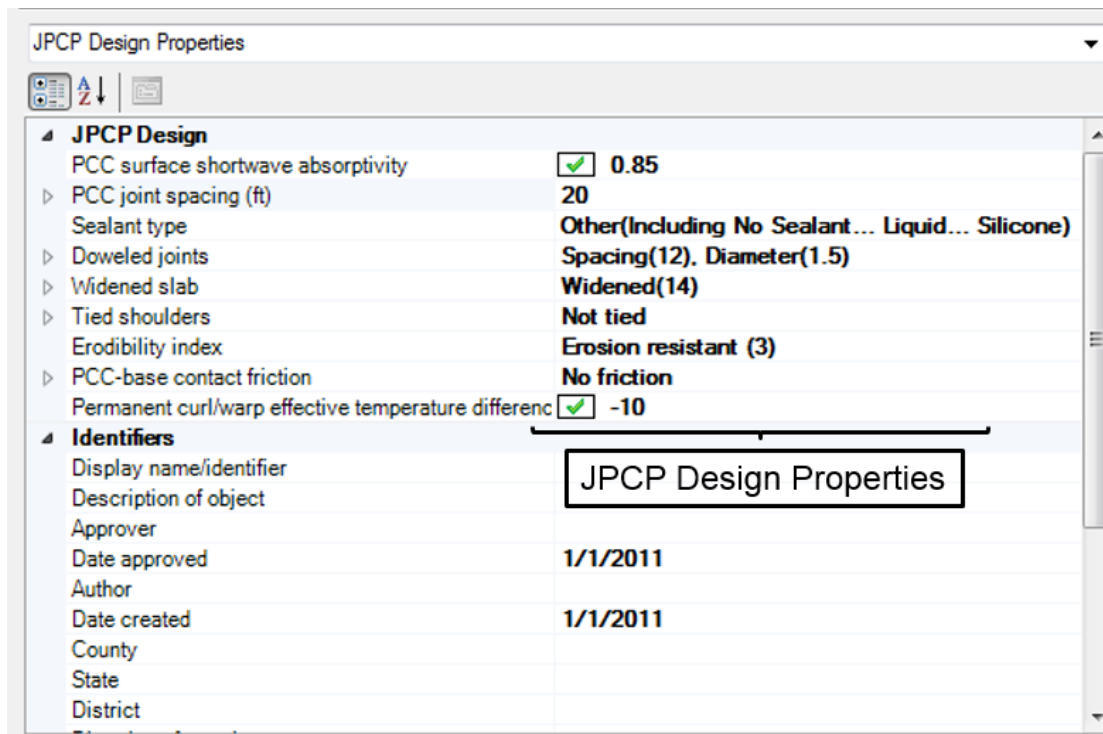 JPCP Design Properties
A
Z
JPCP Design
PCC surface shortwave absorptivity 0.85
PCC joint spacing (ft) 20
Sealant type Other(Including No Sealant... Liquid... Silicone)
Doweled joints Spacing(12), Diameter(1.5)
Widened slab Widened(14)
Tied shoulders Not tied
Erodibility index Erosion resistant (3)
PCC-base contact friction No friction
Permanent curl/warp effective temperature differenc -10
Identifiers
Display name/identifier
JPCP Design Properties
Description of object
Approver
Date approved 1/1/2011
Author
Date created 1/1/2011
County
State
District